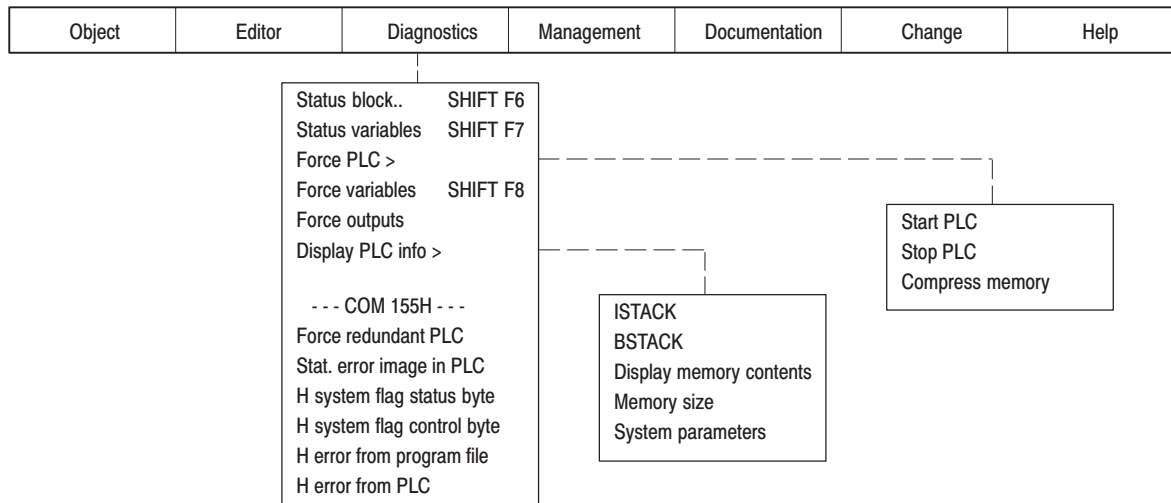 Object Editor Diagnostics Management Documentation Change Help
Status block.. SHIFT F6
Status variables SHIFT F7
Force PLC >
Force variables SHIFT F8
Force outputs
Display PLC info >
- - - COM 155H - - -
Force redundant PLC
Stat. error image in PLC
H system flag status byte
H system flag control byte
H error from program file
H error from PLC
Start PLC
Stop PLC
Compress memory
ISTACK
BSTACK
Display memory contents
Memory size
System parameters